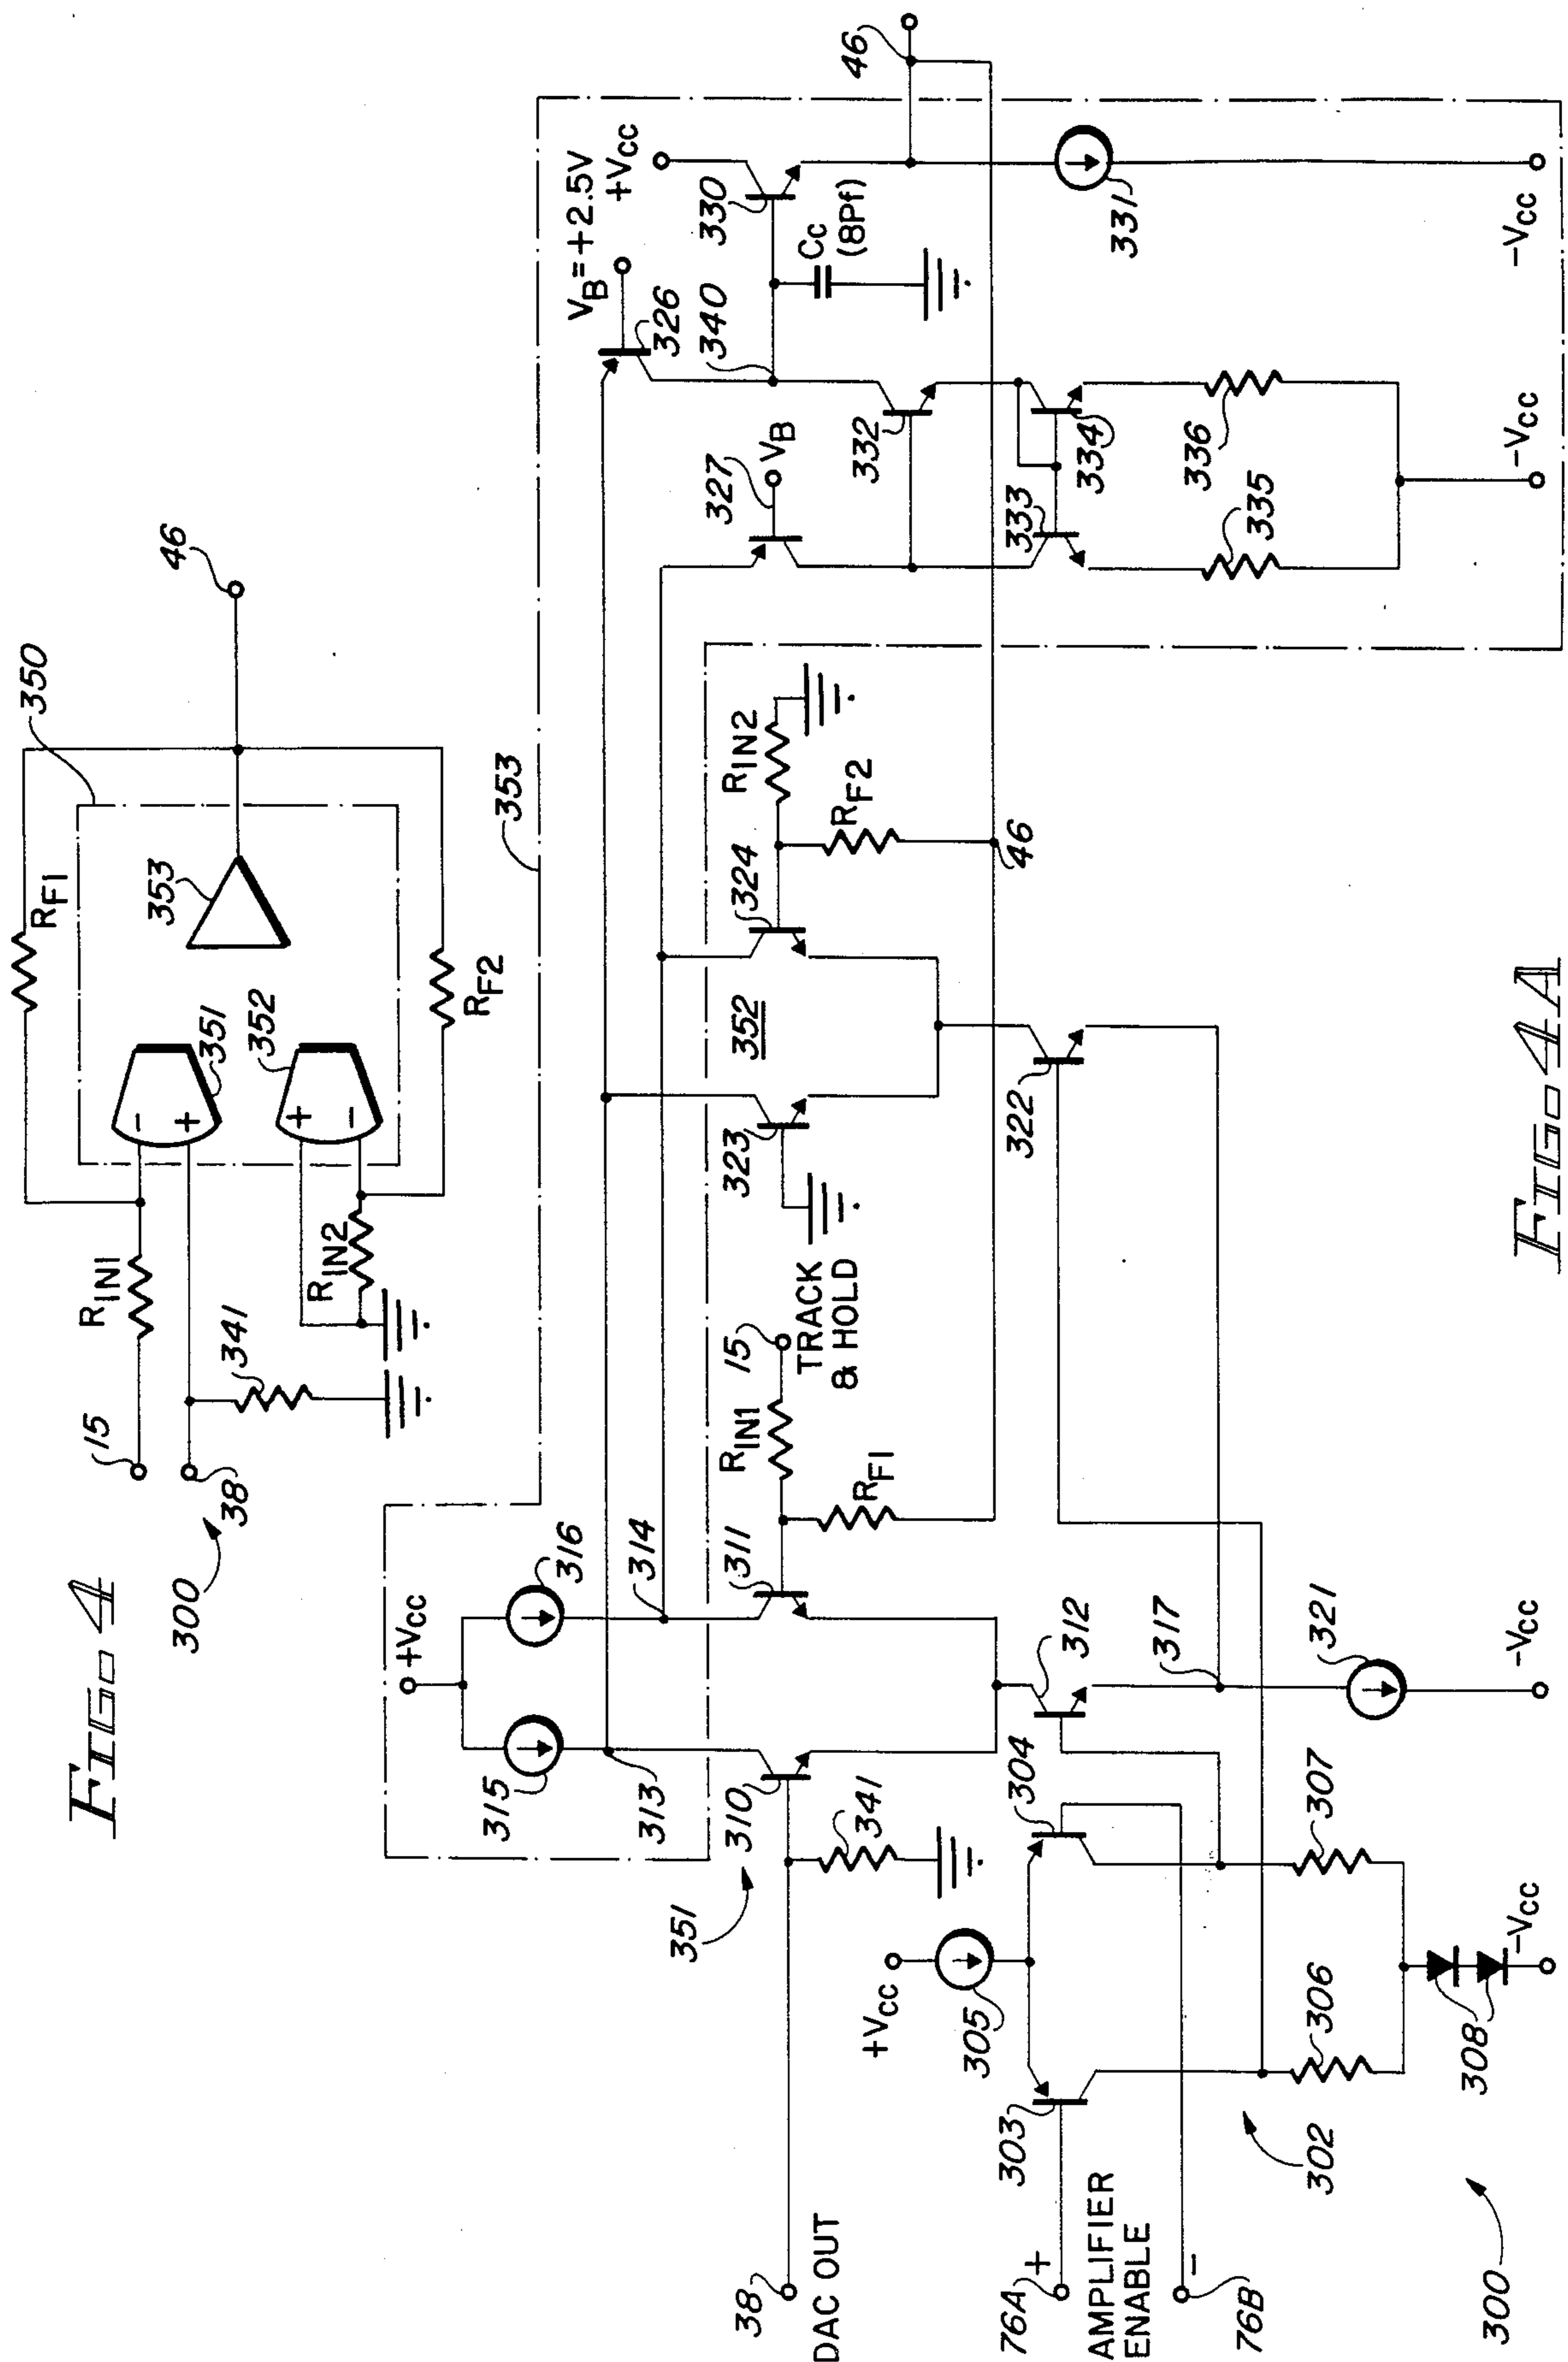 FIG. 4
300
15
38
341
RIN1
RIN2
RF1
350
351
352
353
RF2
46
353
+VCC
315
316
313
314
351
310
311
341
RIN1
RF1
15
TRACK
& HOLD
323
352
324
RIN2
RF2
46
327
VB
VB=+2.5V
326
+VCC
340
330
CC
(8Pf)
46
332
333
334
335
336
331
-VCC
-VCC
38
DAC OUT
76A
+
AMPLIFIER
ENABLE
76B
-
+VCC
305
303
304
312
322
317
321
-VCC
306
307
302
308
-VCC
300
FIG. 4A